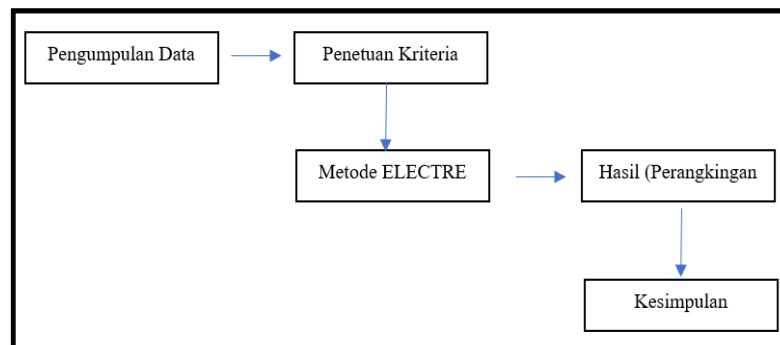 Pengumpulan Data
Penetuan Kriteria
Metode ELECTRE
Hasil (Perangkingan
Kesimpulan